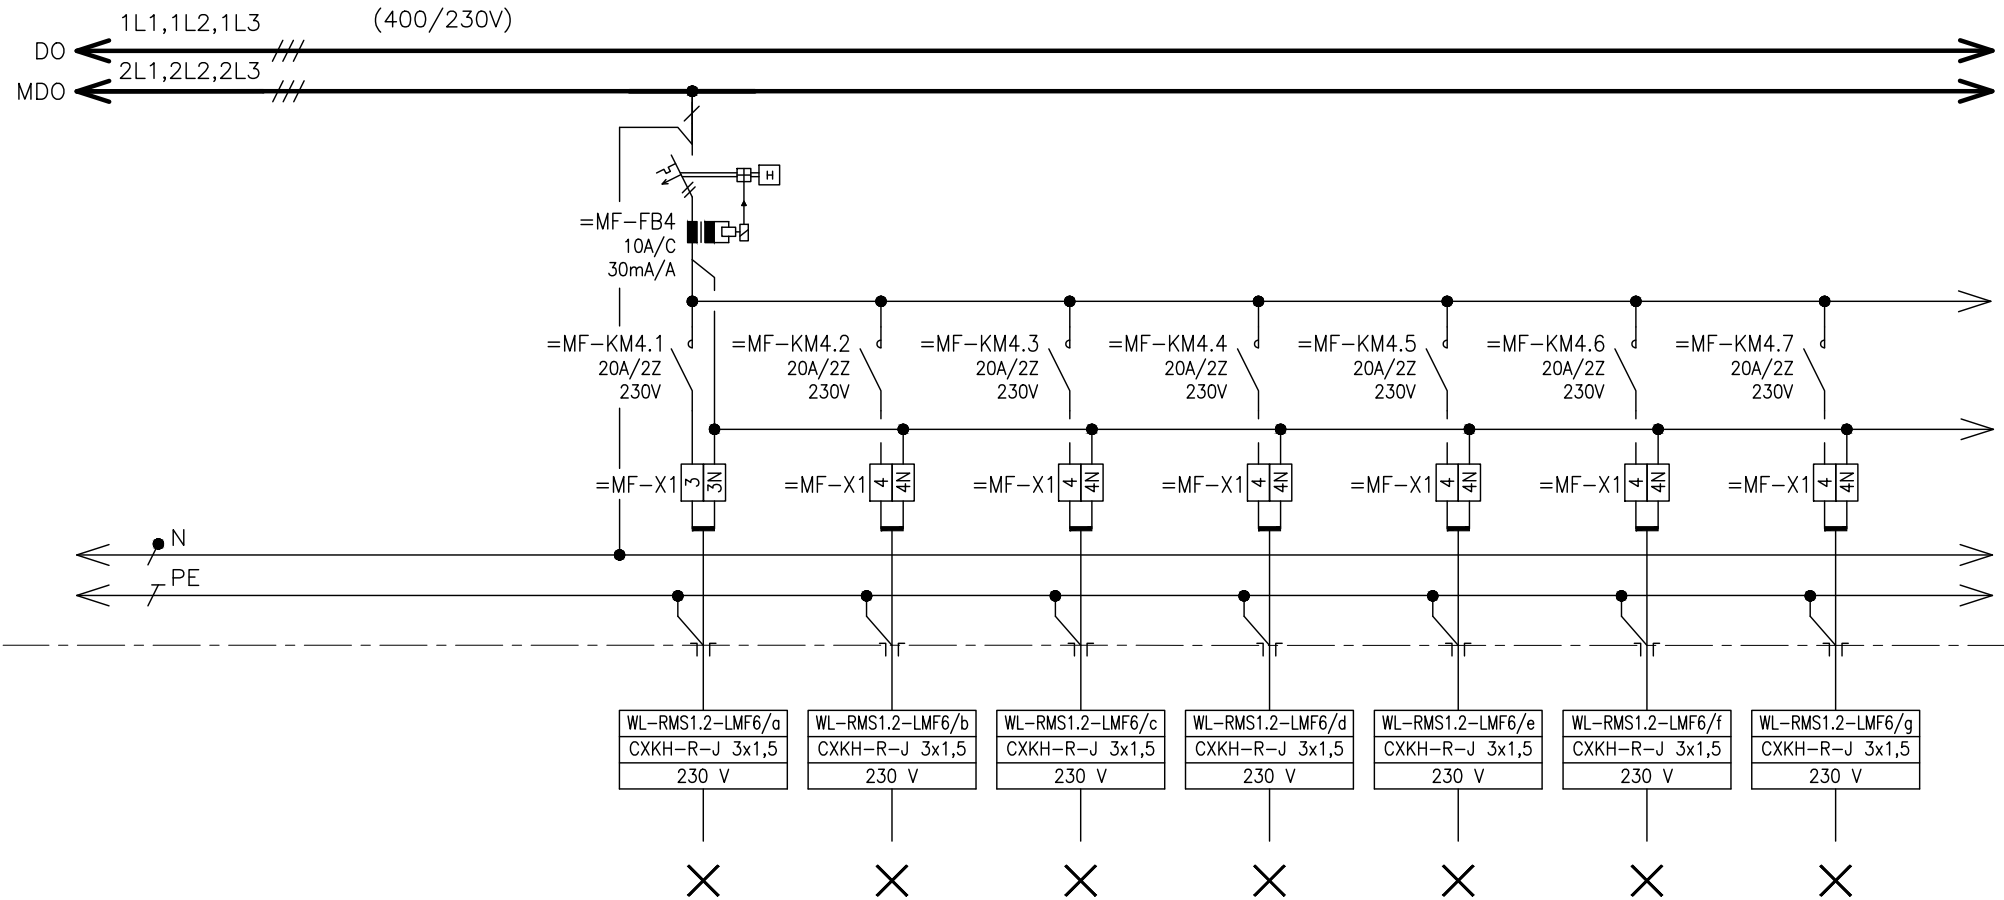 1L1,1L2,1L3 (400/230V)
DO
2L1,2L2,2L3
MDO
H
=MF-FB4
10A/C
30mA/A
=MF-KM4.1 =MF-KM4.2 =MF-KM4.3 =MF-KM4.4 =MF-KM4.5 =MF-KM4.6 =MF-KM4.7
20A/2Z 20A/2Z 20A/2Z 20A/2Z 20A/2Z 20A/2Z 20A/2Z
230V 230V 230V 230V 230V 230V 230V
=MF-X1 3 3N =MF-X1 4 4N =MF-X1 4 4N =MF-X1 4 4N =MF-X1 4 4N =MF-X1 4 4N =MF-X1 4 4N
N
PE
WL-RMS1.2-LMF6/a WL-RMS1.2-LMF6/b WL-RMS1.2-LMF6/c WL-RMS1.2-LMF6/d WL-RMS1.2-LMF6/e WL-RMS1.2-LMF6/f WL-RMS1.2-LMF6/g
CXKH-R-J 3x1,5 CXKH-R-J 3x1,5 CXKH-R-J 3x1,5 CXKH-R-J 3x1,5 CXKH-R-J 3x1,5 CXKH-R-J 3x1,5 CXKH-R-J 3x1,5
230 V 230 V 230 V 230 V 230 V 230 V 230 V